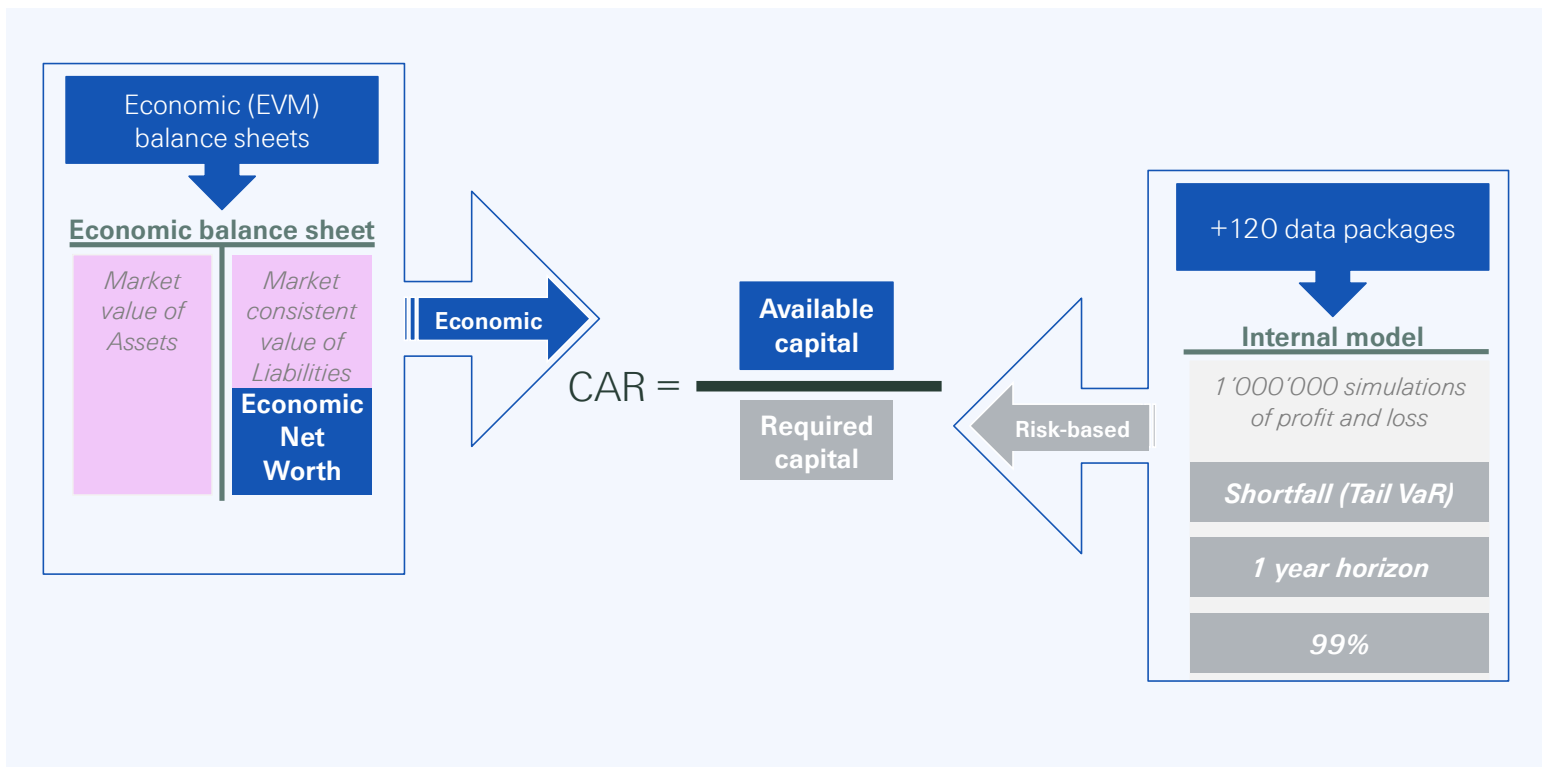 Economic (EVM)
balance sheets
Economic balance sheet
Market
value of
Assets
Market
consistent
value of
Liabilities
Economic
Net
Worth
Economic
CAR =
Available
capital
Required
capital
Risk-based
+120 data packages
Internal model
1’000’000 simulations
of profit and loss
Shortfall (Tail VaR)
1 year horizon
99%